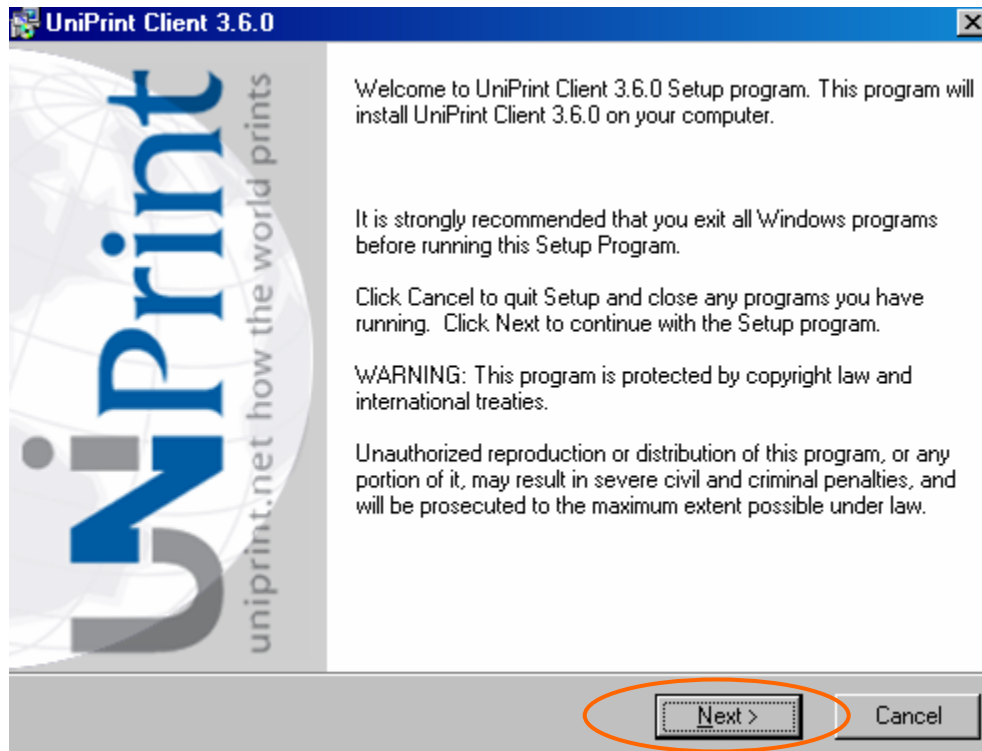 UniPrint Client 3.6.0
UNiPrint
uniprint.net how the world prints
Welcome to UniPrint Client 3.6.0 Setup program. This program will
install UniPrint Client 3.6.0 on your computer.
It is strongly recommended that you exit all Windows programs
before running this Setup Program.
Click Cancel to quit Setup and close any programs you have
running.  Click Next to continue with the Setup program.
WARNING: This program is protected by copyright law and
international treaties.
Unauthorized reproduction or distribution of this program, or any
portion of it, may result in severe civil and criminal penalties, and
will be prosecuted to the maximum extent possible under law.
Next >
Cancel